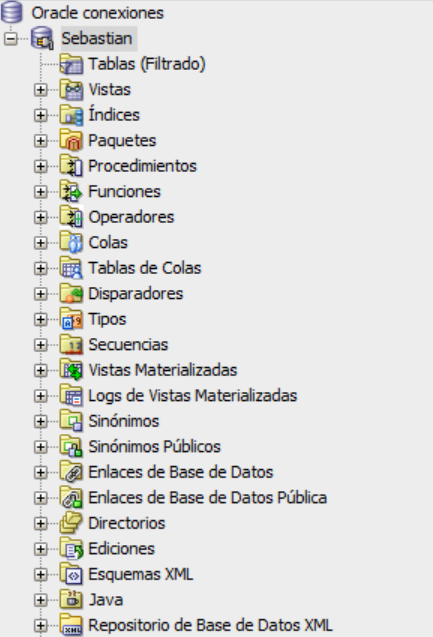 Oracle conexiones
Sebastian
Tablas (Filtrado)
Vistas
Índices
Paquetes
Procedimientos
Funciones
Operadores
Colas
Tablas de Colas
Disparadores
Tipos
Secuencias
Vistas Materializadas
Logs de Vistas Materializadas
Sinónimos
Sinónimos Públicos
Enlaces de Base de Datos
Enlaces de Base de Datos Pública
Directorios
Ediciones
Esquemas XML
Java
Repositorio de Base de Datos XML